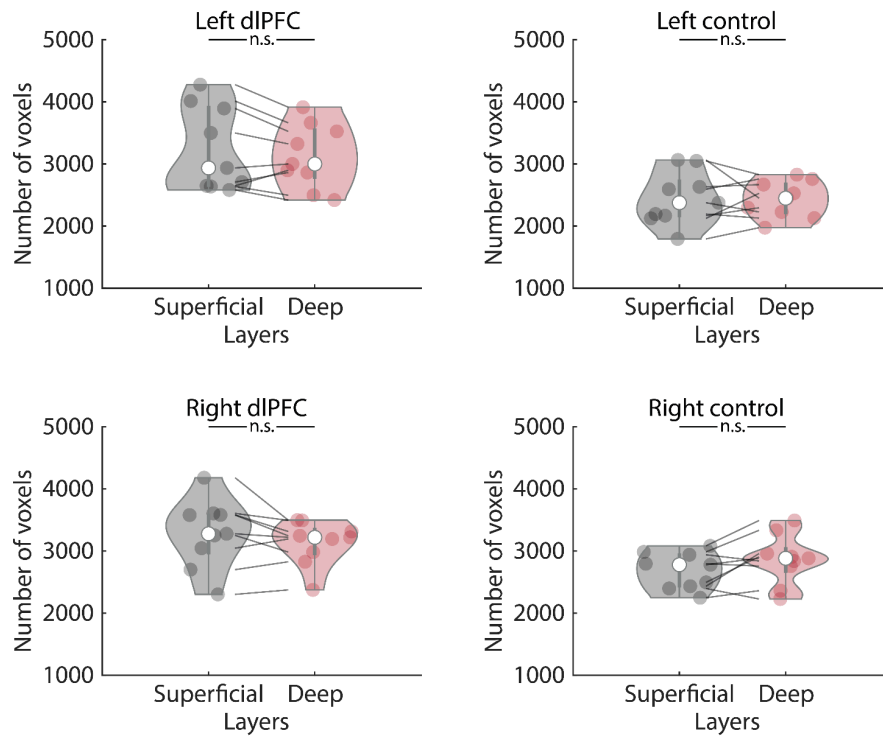 Left dlPFC
n.s.
5000
4000
3000
2000
1000
Number of voxels
Superficial Deep
Layers
Left control
n.s.
5000
4000
3000
2000
1000
Number of voxels
Superficial Deep
Layers
Right dlPFC
n.s.
5000
4000
3000
2000
1000
Number of voxels
Superficial Deep
Layers
Right control
n.s.
5000
4000
3000
2000
1000
Number of voxels
Superficial Deep
Layers